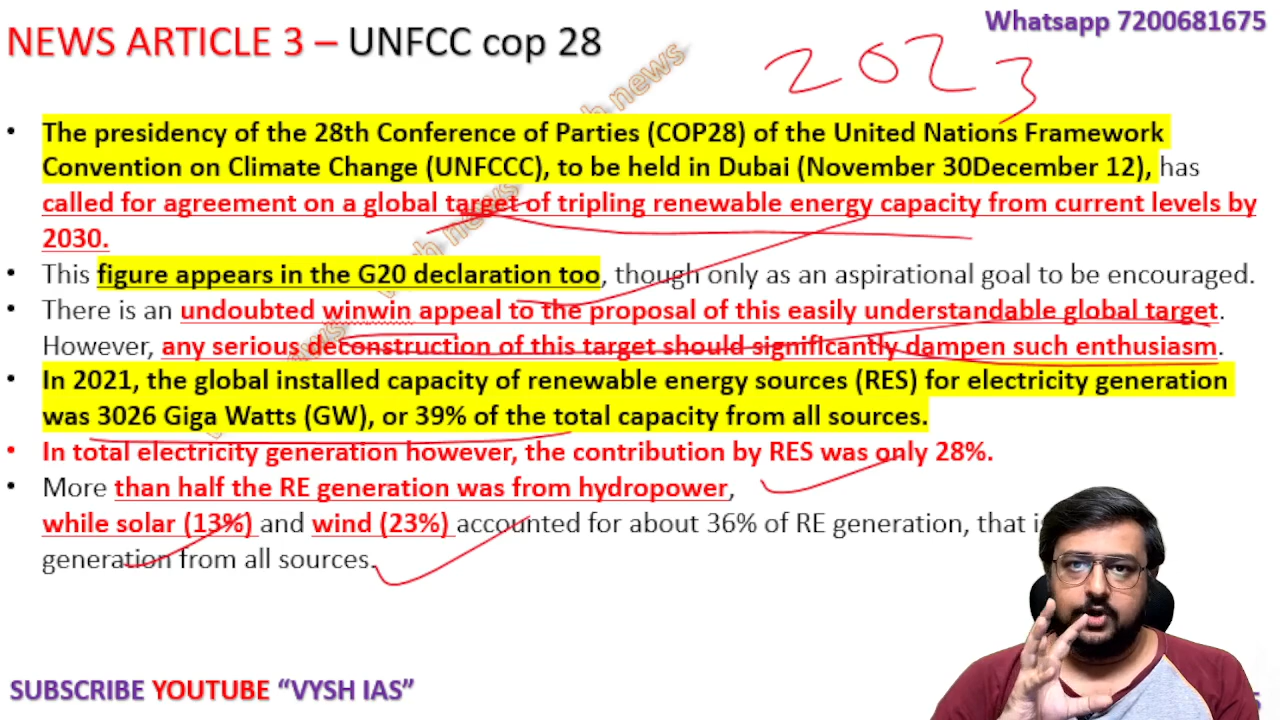 NEWS ARTICLE 3 – UNFCC cop 28
Whatsapp 7200681675
2023
• The presidency of the 28th Conference of Parties (COP28) of the United Nations Framework
Convention on Climate Change (UNFCCC), to be held in Dubai (November 30December 12), has
called for agreement on a global target of tripling renewable energy capacity from current levels by
2030.
• This figure appears in the G20 declaration too, though only as an aspirational goal to be encouraged.
• There is an undoubted winwin appeal to the proposal of this easily understandable global target.
However, any serious deconstruction of this target should significantly dampen such enthusiasm.
• In 2021, the global installed capacity of renewable energy sources (RES) for electricity generation
was 3026 Giga Watts (GW), or 39% of the total capacity from all sources.
• In total electricity generation however, the contribution by RES was only 28%.
• More than half the RE generation was from hydropower,
while solar (13%) and wind (23%) accounted for about 36% of RE generation, that
generation from all sources.
SUBSCRIBE YOUTUBE “VYSH IAS”